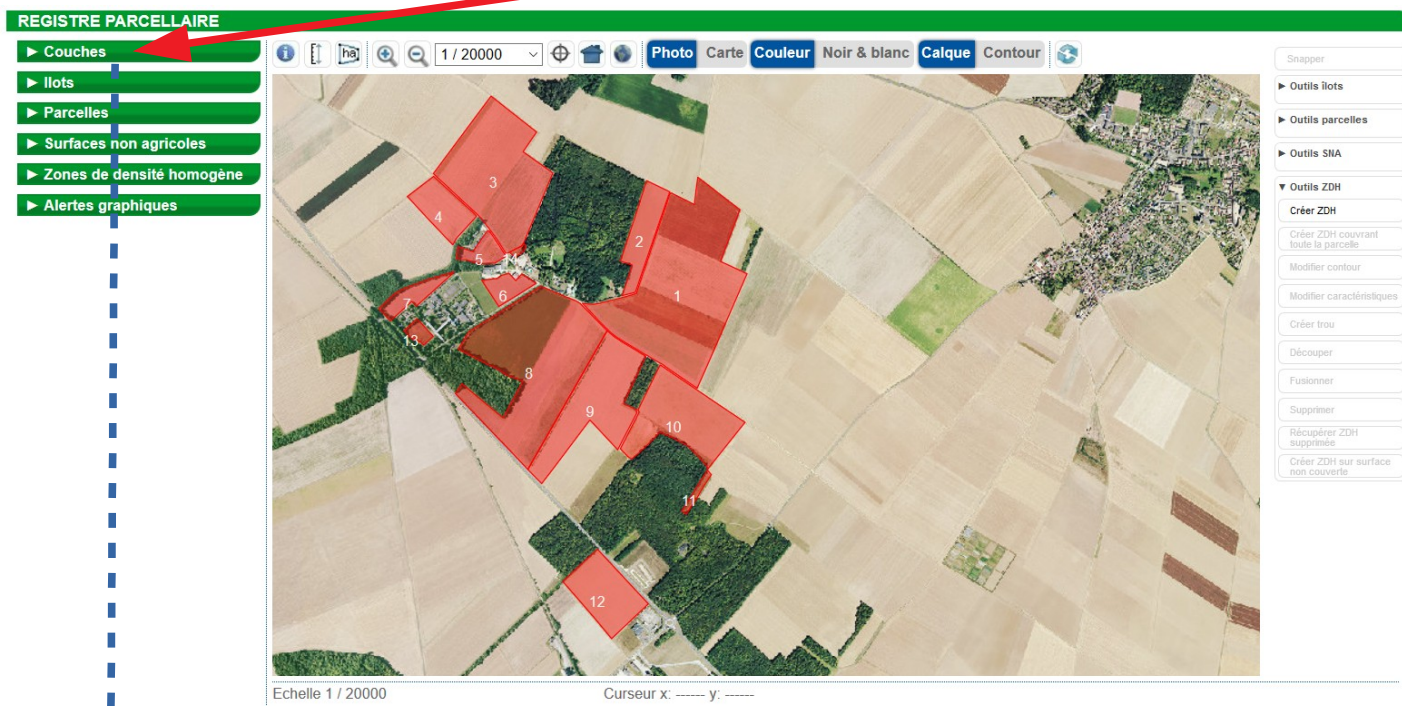 REGISTRE PARCELLAIRE
► Couches
► Ilots
► Parcelles
► Surfaces non agricoles
► Zones de densité homogène
► Alertes graphiques
ha
1 / 20000
Photo Carte Couleur Noir & blanc Calque Contour
3
4
2
5
14
1
6
7
13
8
9
10
11
12
Snapper
► Outils îlots
► Outils parcelles
► Outils SNA
▼ Outils ZDH
Créer ZDH
Créer ZDH couvrant
toute la parcelle
Modifier contour
Modifier caractéristiques
Créer trou
Découper
Fusionner
Supprimer
Récupérer ZDH
supprimée
Créer ZDH sur surface
non couverte
Echelle 1 / 20000
Curseur x: ------ y: ------